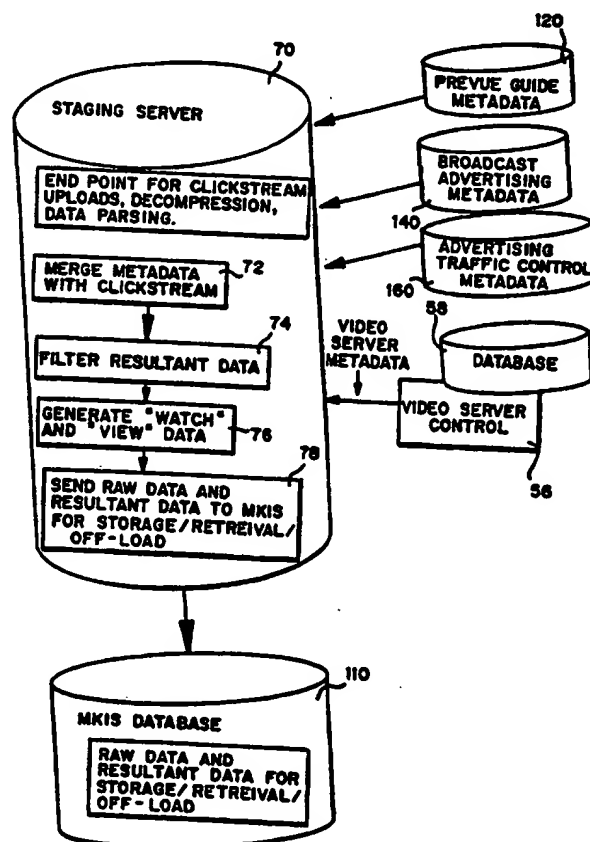 70
STAGING SERVER
END POINT FOR CLICKSTREAM
UPLOADS, DECOMPRESSION,
DATA PARSING.
72
MERGE METADATA
WITH CLICKSTREAM
74
FILTER RESULTANT DATA
GENERATE "WATCH"
AND "VIEW" DATA
76
78
SEND RAW DATA AND
RESULTANT DATA TO MKIS
FOR STORAGE/RETREIVAL/
OFF-LOAD
120
PREVUE GUIDE
METADATA
BROADCAST
ADVERTISING
METADATA
140
ADVERTISING
TRAFFIC CONTROL
METADATA
160
VIDEO
SERVER
METADATA
58
DATABASE
VIDEO SERVER
CONTROL
56
110
MKIS DATABASE
RAW DATA AND
RESULTANT DATA FOR
STORAGE/RETREIVAL/
OFF-LOAD